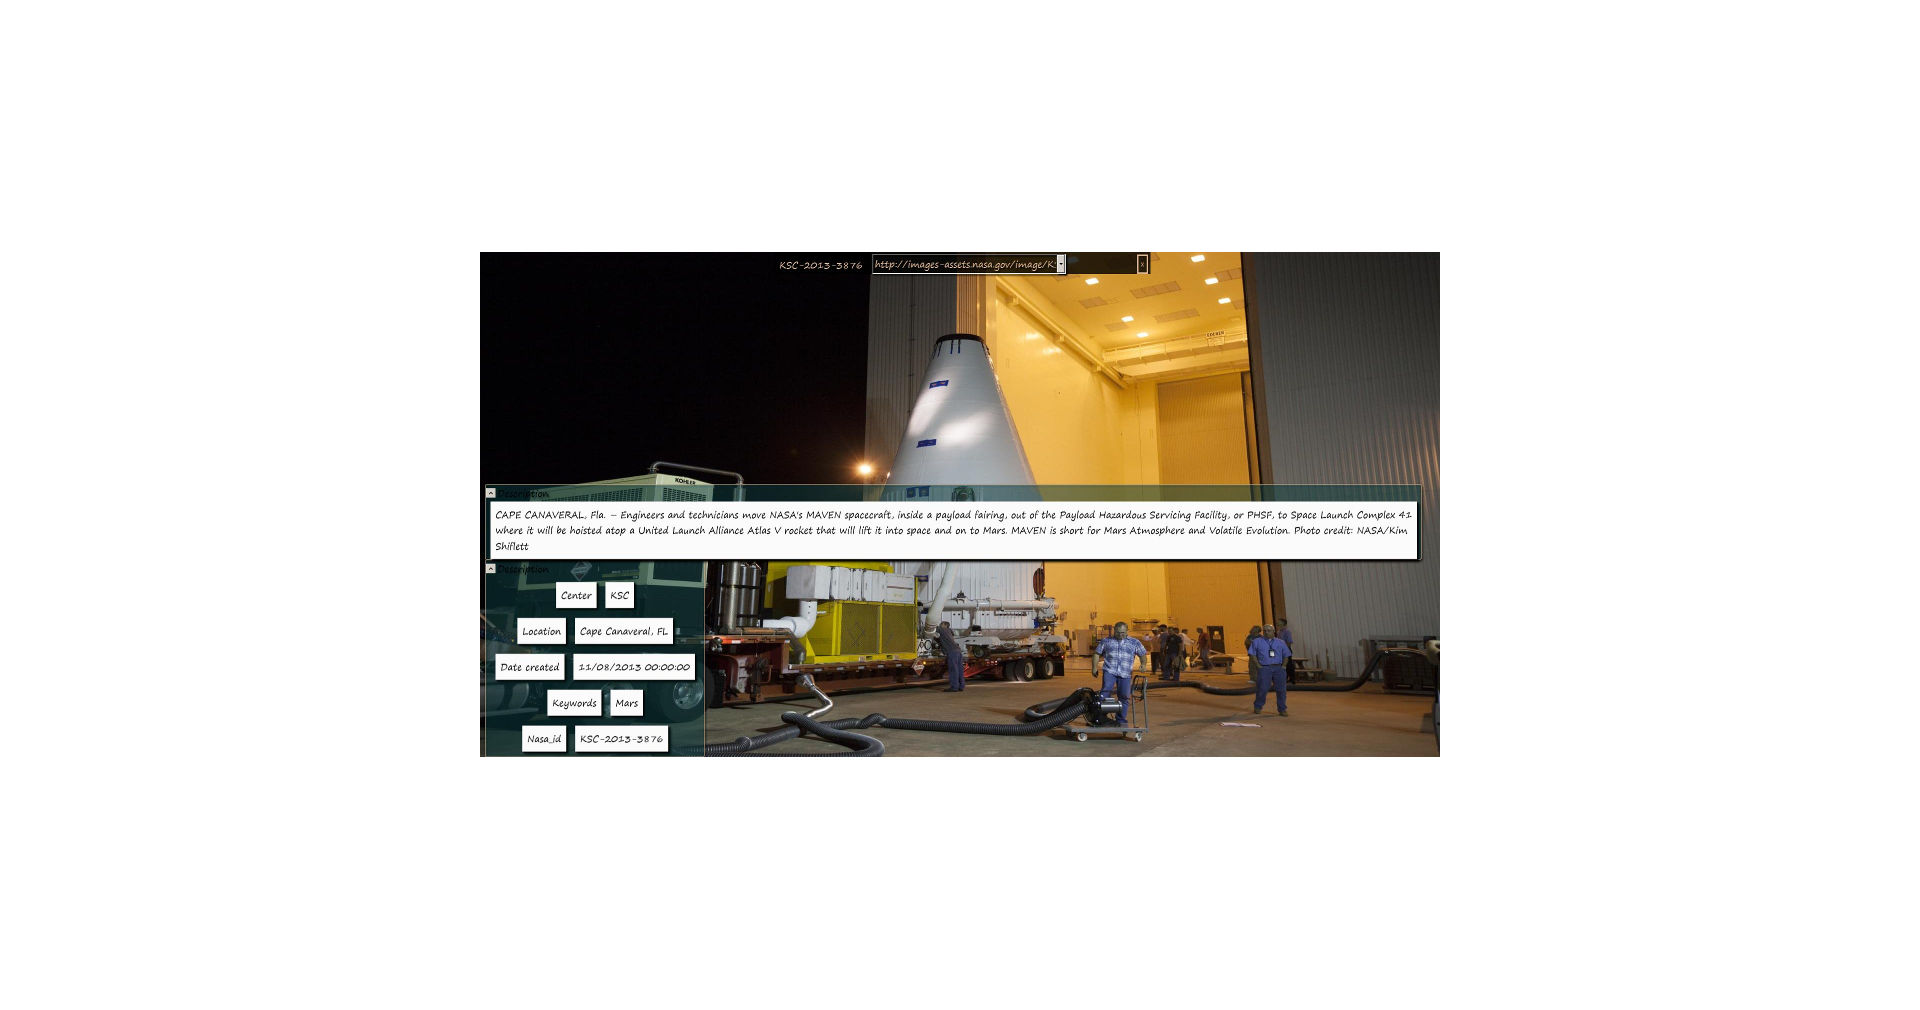 KSC-2013-3876 http://images-assets.nasa.gov/image/K x
KOHLER
Description
CAPE CANAVERAL, Fla. – Engineers and technicians move NASA's MAVEN spacecraft, inside a payload fairing, out of the Payload Hazardous Servicing Facility, or PHSF, to Space Launch Complex 41
where it will be hoisted atop a United Launch Alliance Atlas V rocket that will lift it into space and on to Mars. MAVEN is short for Mars Atmosphere and Volatile Evolution. Photo credit: NASA/Kim
Shiflett
Description
Center KSC
Location Cape Canaveral, FL
Date created 11/08/2013 00:00:00
Keywords Mars
Nasa_id KSC-2013-3876